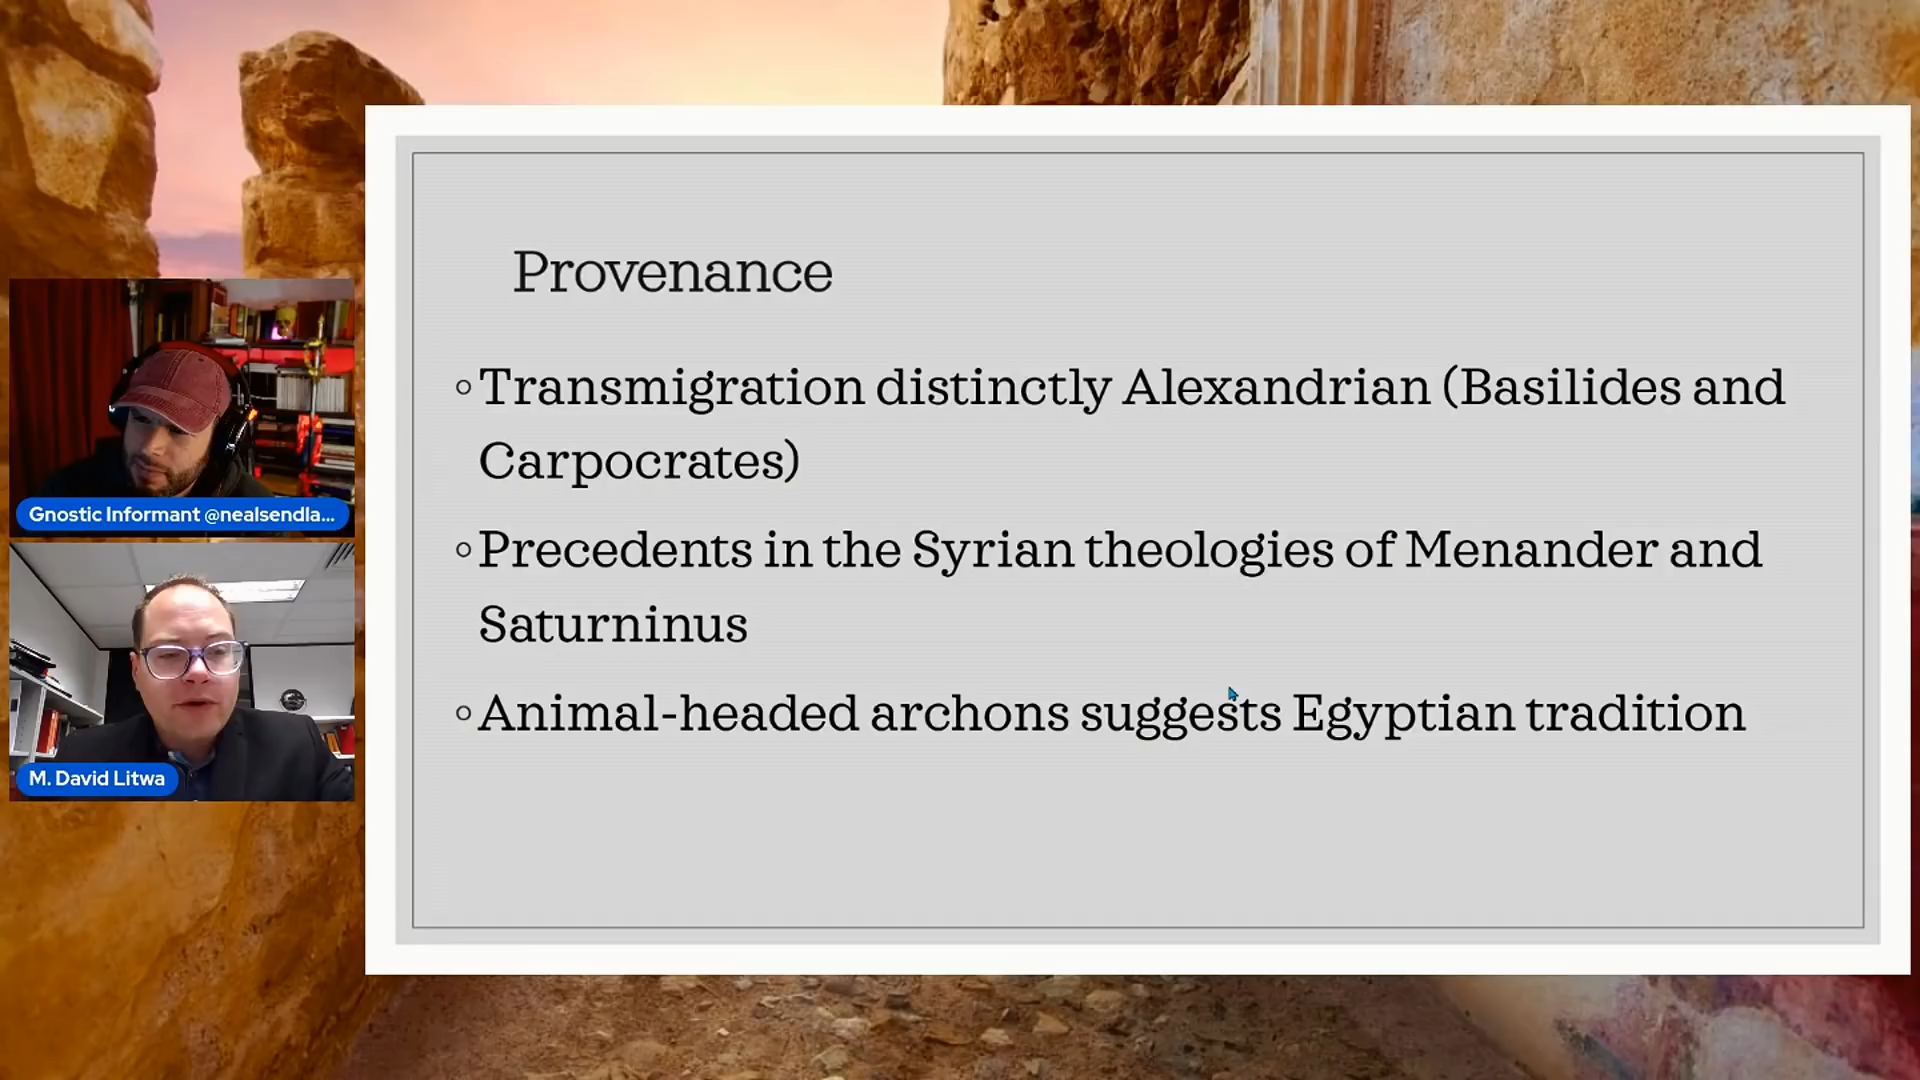 Provenance
◦Transmigration distinctly Alexandrian (Basilides and
Carpocrates)
◦Precedents in the Syrian theologies of Menander and
Saturninus
◦Animal-headed archons suggests Egyptian tradition
Gnostic Informant @nealsendla...
M. David Litwa